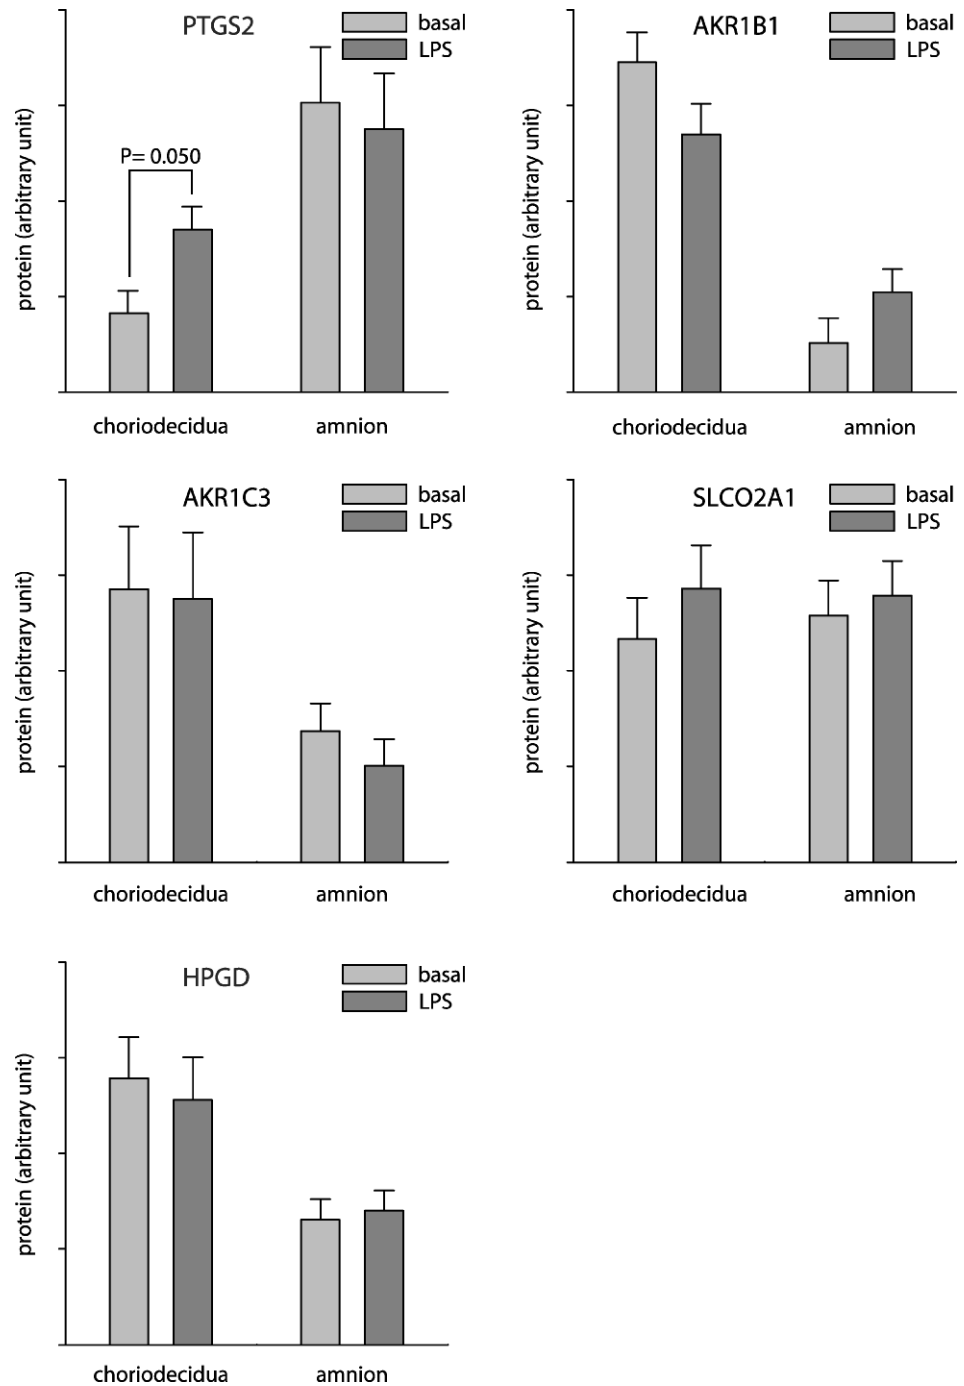 PTGS2
basal
LPS
protein (arbitrary unit)
P= 0.050
choriodecidua
amnion
AKR1B1
basal
LPS
protein (arbitrary unit)
choriodecidua
amnion
AKR1C3
basal
LPS
protein (arbitrary unit)
choriodecidua
amnion
SLCO2A1
basal
LPS
protein (arbitrary unit)
choriodecidua
amnion
HPGD
basal
LPS
protein (arbitrary unit)
choriodecidua
amnion